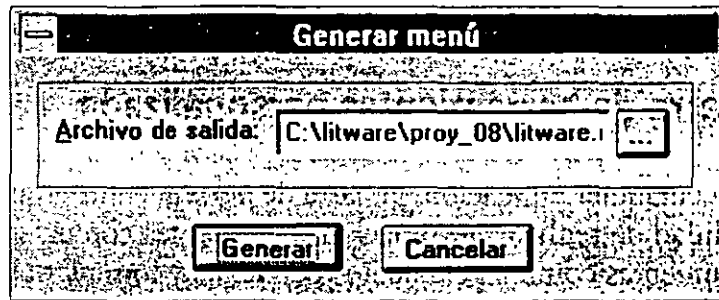 Generar menú
Archivo de salida: C:\litware\proy_08\litware. ...
Generar Cancelar